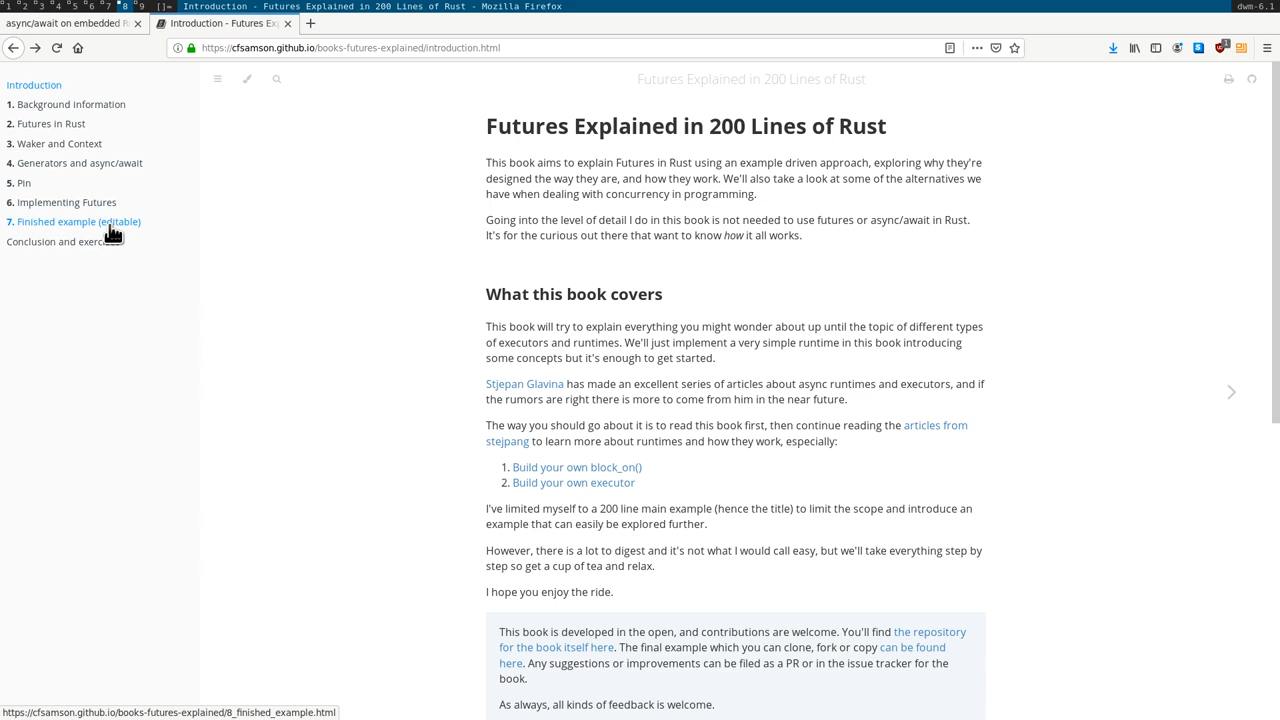 1 2 3 4 5 6 7 8 9 []= Introduction - Futures Explained in 200 Lines of Rust - Mozilla Firefox dwm-6.1
async/await on embedded R Introduction - Futures Ex
https://cfsamson.github.io/books-futures-explained/introduction.html 1
Introduction
1. Background information
2. Futures in Rust
3. Waker and Context
4. Generators and async/await
5. Pin
6. Implementing Futures
7. Finished example (editable)
Conclusion and exerc
Futures Explained in 200 Lines of Rust
Futures Explained in 200 Lines of Rust
This book aims to explain Futures in Rust using an example driven approach, exploring why they're
designed the way they are, and how they work. We'll also take a look at some of the alternatives we
have when dealing with concurrency in programming.
Going into the level of detail I do in this book is not needed to use futures or async/await in Rust.
It's for the curious out there that want to know how it all works.
What this book covers
This book will try to explain everything you might wonder about up until the topic of different types
of executors and runtimes. We'll just implement a very simple runtime in this book introducing
some concepts but it's enough to get started.
Stjepan Glavina has made an excellent series of articles about async runtimes and executors, and if
the rumors are right there is more to come from him in the near future.
The way you should go about it is to read this book first, then continue reading the articles from
stejpang to learn more about runtimes and how they work, especially:
1. Build your own block_on()
2. Build your own executor
I've limited myself to a 200 line main example (hence the title) to limit the scope and introduce an
example that can easily be explored further.
However, there is a lot to digest and it's not what I would call easy, but we'll take everything step by
step so get a cup of tea and relax.
I hope you enjoy the ride.
This book is developed in the open, and contributions are welcome. You'll find the repository
for the book itself here. The final example which you can clone, fork or copy can be found
here. Any suggestions or improvements can be filed as a PR or in the issue tracker for the
book.
As always, all kinds of feedback is welcome.
https://cfsamson.github.io/books-futures-explained/8_finished_example.html